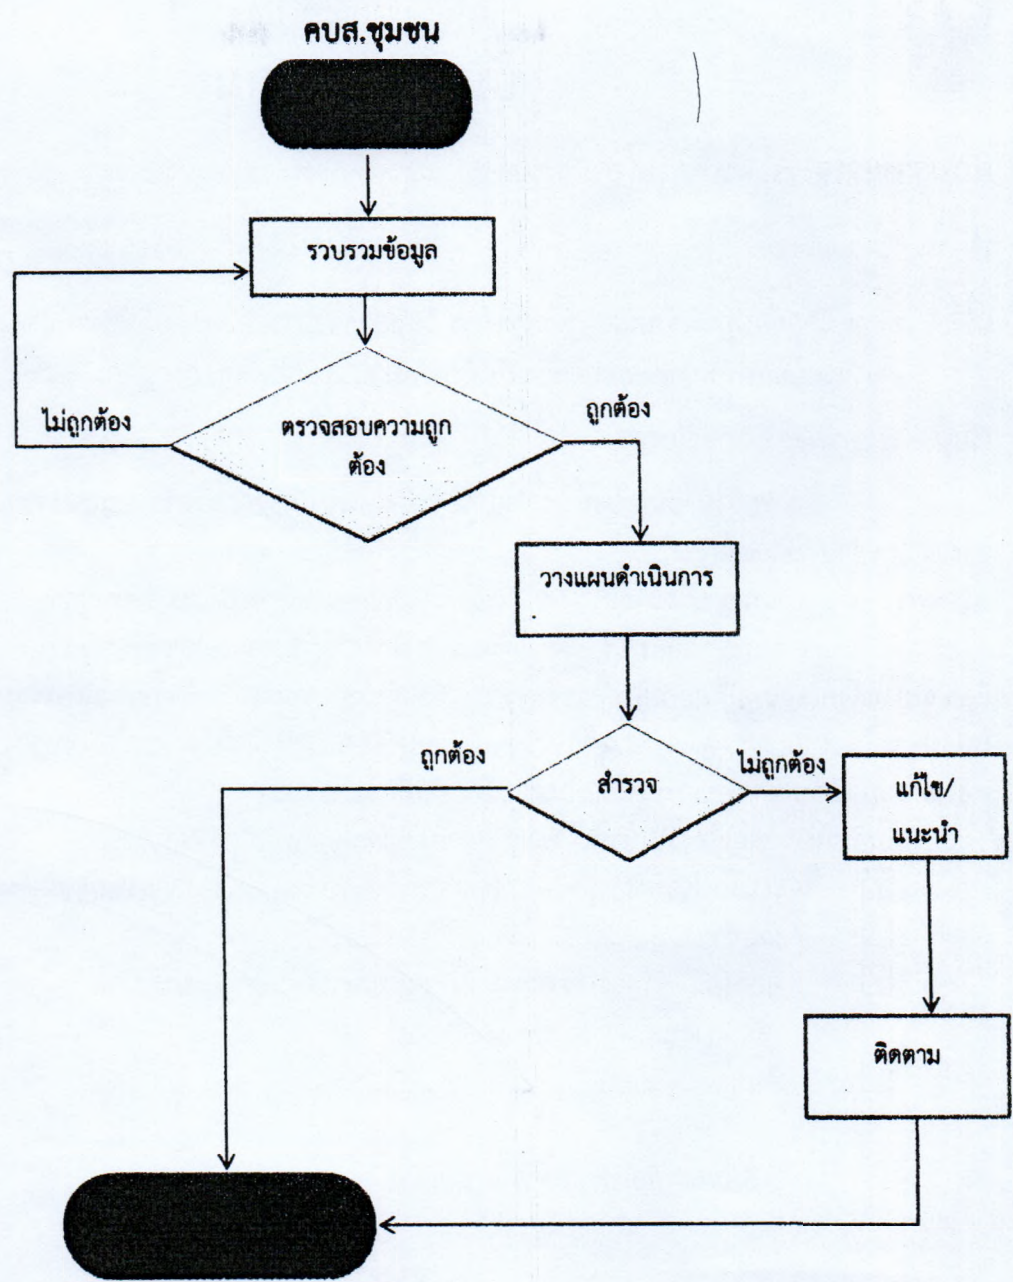 คบส.ชุมชน
รวบรวมข้อมูล
ไม่ถูกต้อง
ตรวจสอบความถูก
ต้อง
ถูกต้อง
วางแผนดำเนินการ
ถูกต้อง
สำรวจ
ไม่ถูกต้อง
แก้ไข/
แนะนำ
ติดตาม